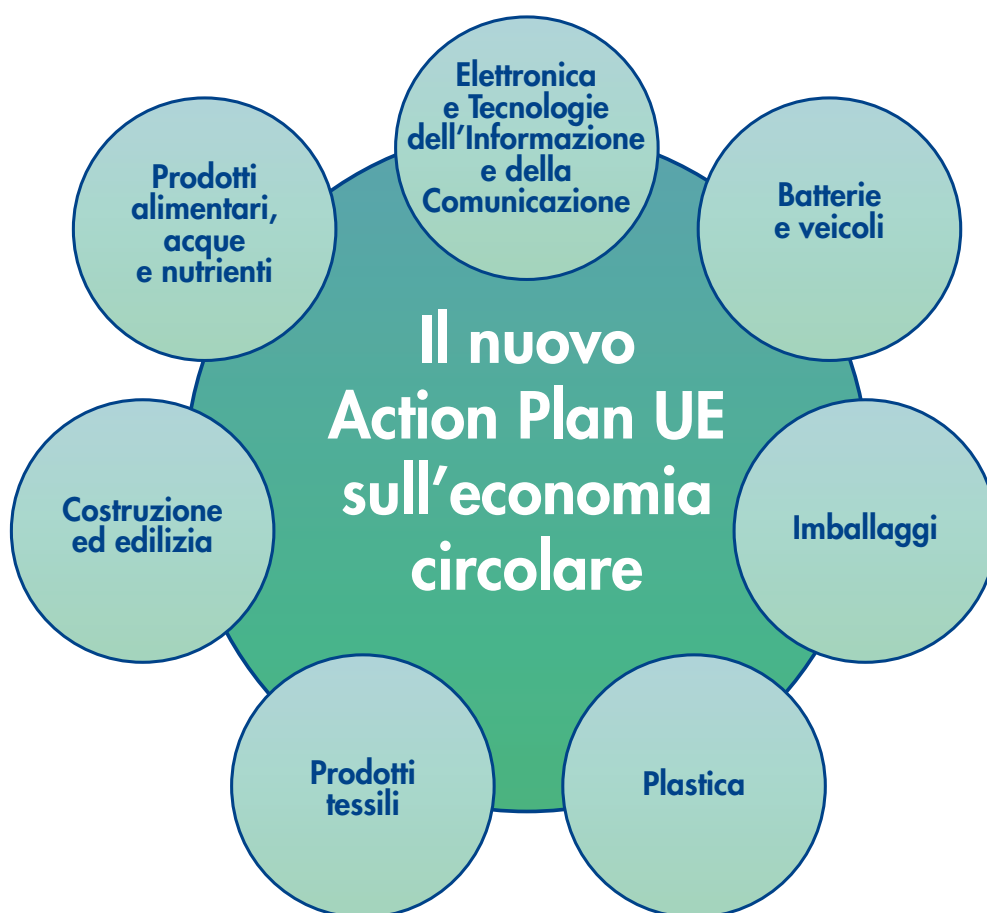 Elettronica
e Tecnologie
dell’Informazione
e della
Comunicazione
Batterie
e veicoli
Imballaggi
Plastica
Prodotti
tessili
Costruzione
ed edilizia
Prodotti
alimentari,
acque
e nutrienti
Il nuovo
Action Plan UE
sull’economia
circolare